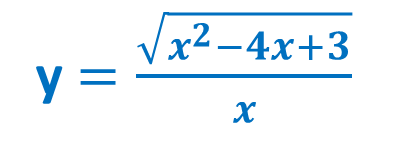 y = √(x²−4x+3) / x